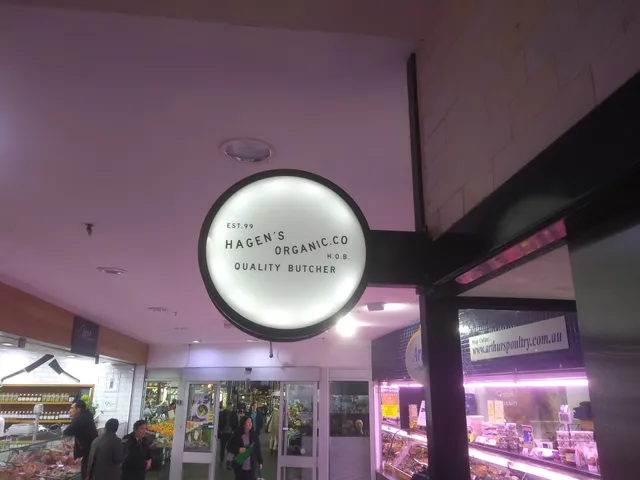 EST.99
HAGEN'S
ORGANIC.CO
H.O.B.
QUALITY BUTCHER
www.arthurspoultry.com.au